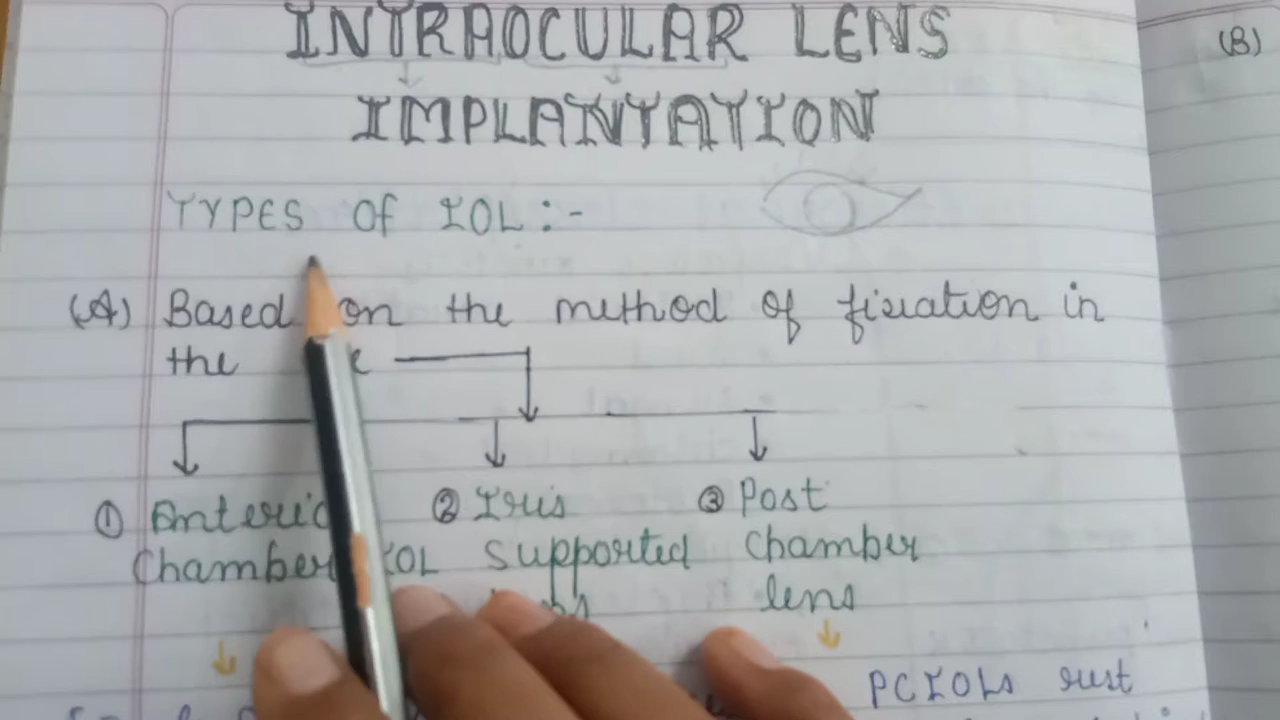 INTRAOCULAR LENS
IMPLANTATION
TYPES Of IOL :-
(A) Based on the method of fixation in
the
① Chamber IOL
② Iris supported
③ Post Chamber lens
PCIOLs rest
(B)